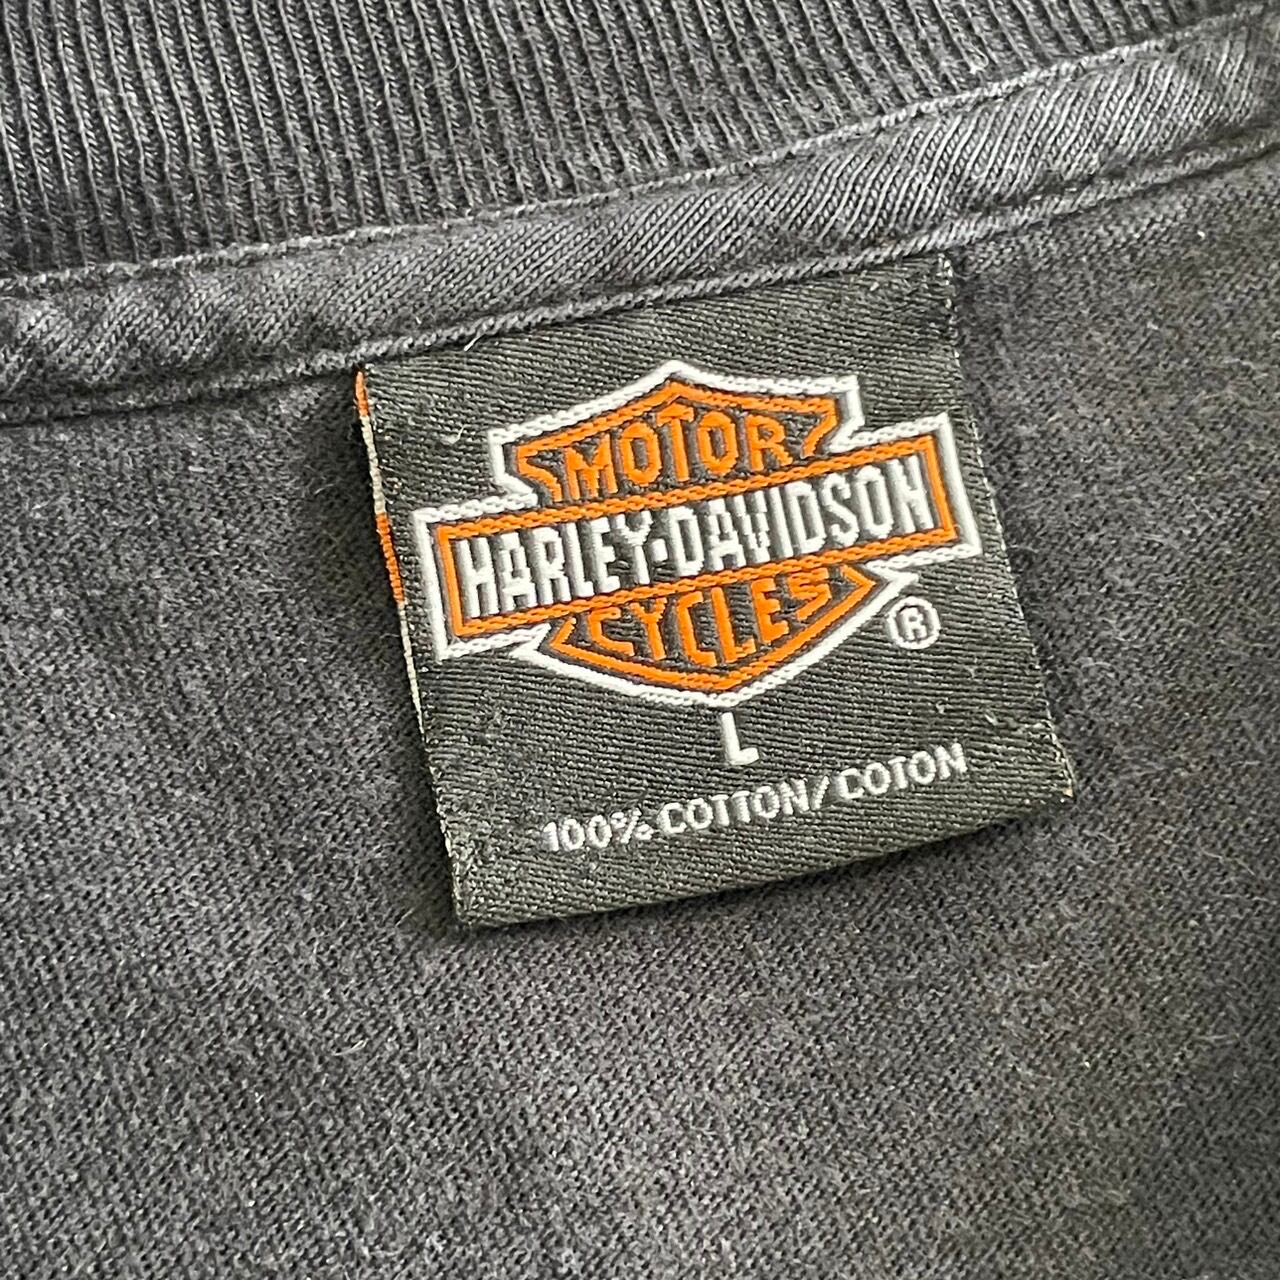 MOTOR
HARLEY-DAVIDSON
CYCLES
®
L
100% COTTON/COTON